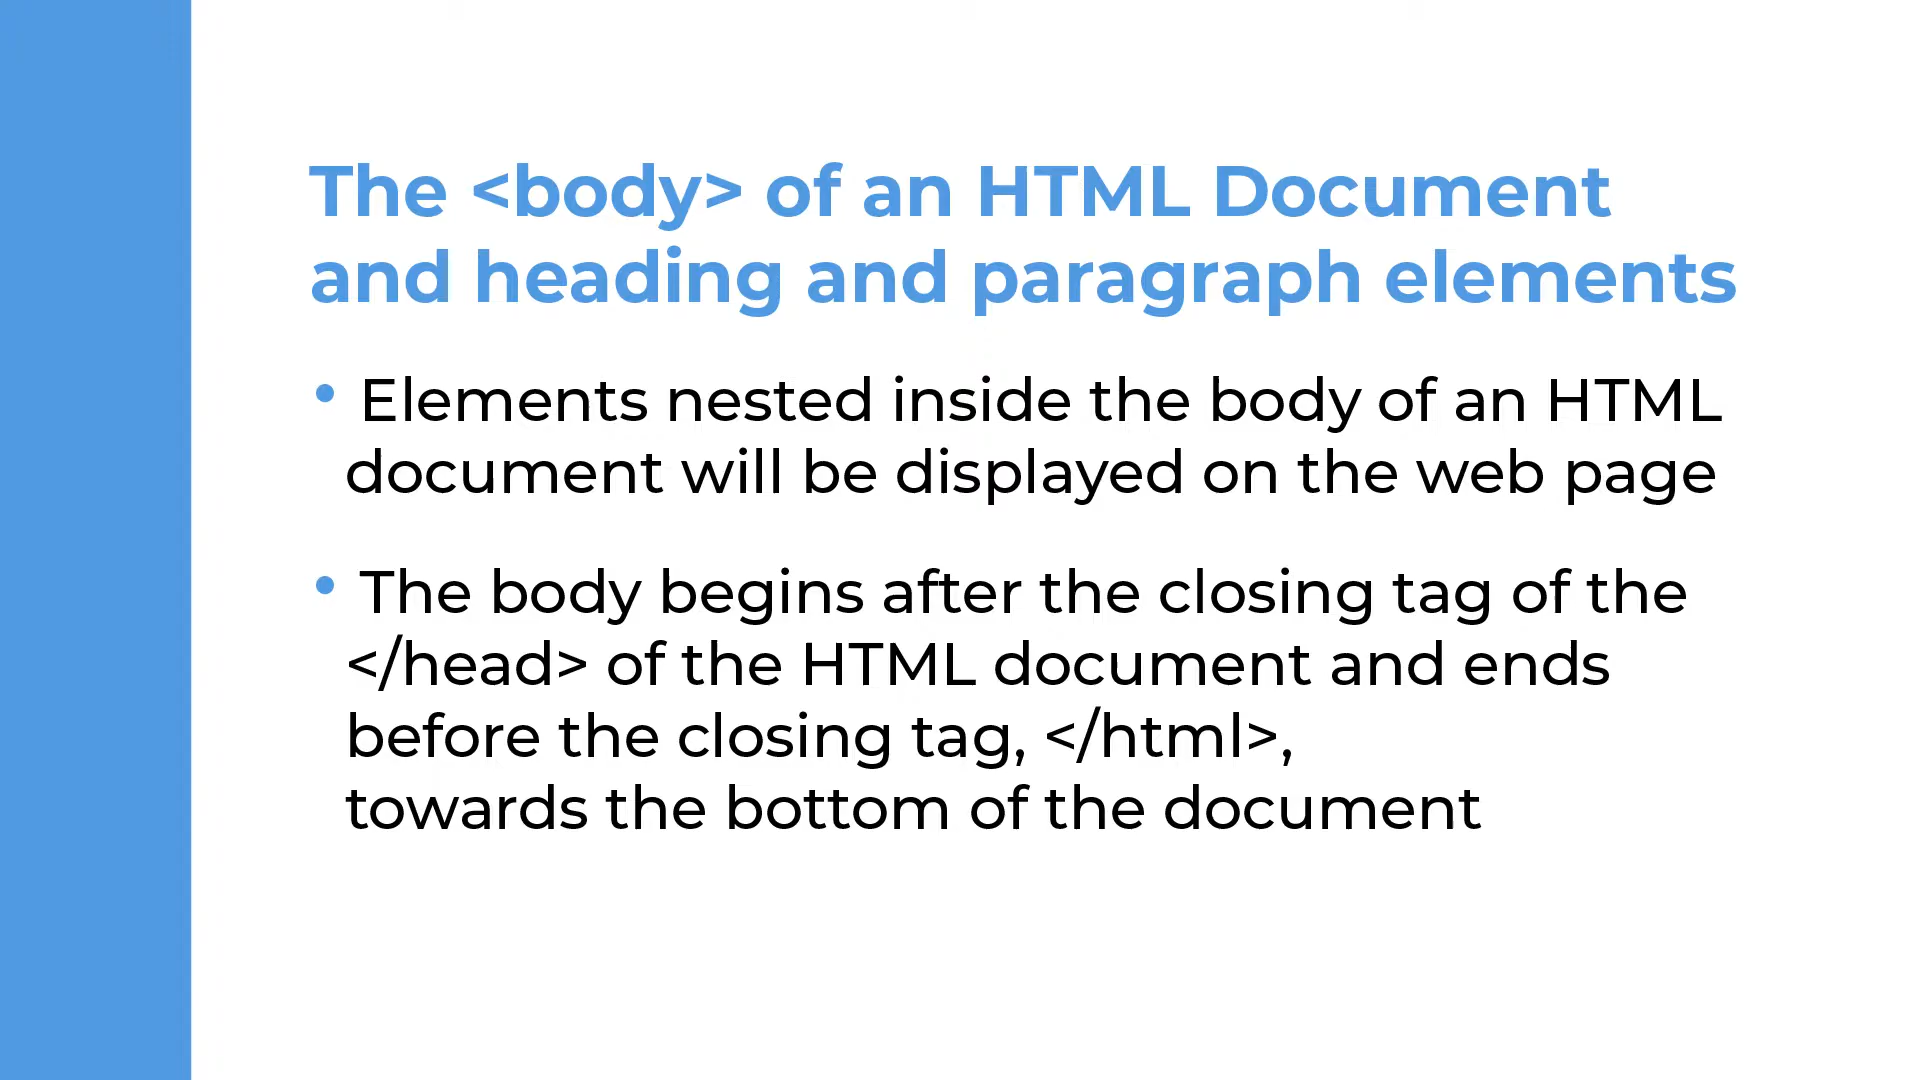 The <body> of an HTML Document
and heading and paragraph elements
• Elements nested inside the body of an HTML
document will be displayed on the web page
• The body begins after the closing tag of the
</head> of the HTML document and ends
before the closing tag, </html>,
towards the bottom of the document